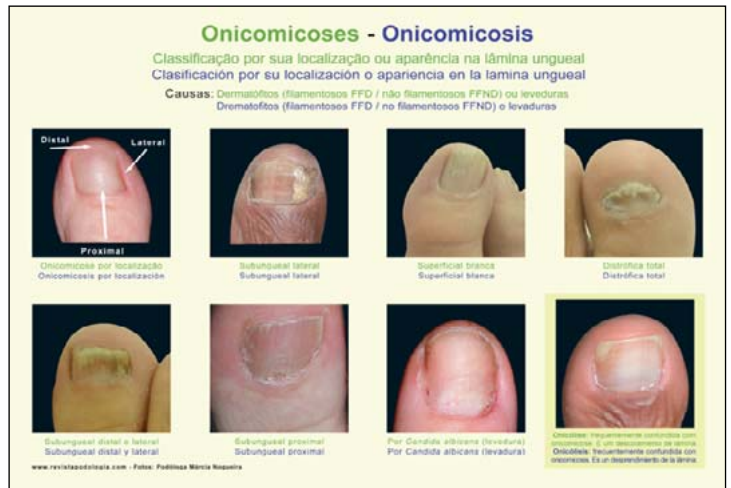 Onicomicoses - Onicomicosis
Classificação por sua localização ou aparência na lâmina ungueal
Clasificación por su localización o apariencia en la lamina ungueal
Causas: Dermatófitos (filamentosos FFD / não filamentosos FFND) ou leveduras
Drematofitos (filamentosos FFD / no filamentosos FFND) o levaduras
Distal
Lateral
Proximal
Onicomicose por localização
Onicomicosis por localización
Subungueal lateral
Subungueal lateral
Superficial branca
Superficial blanca
Distrófica total
Distrófica total
Subungueal distal e lateral
Subungueal distal y lateral
Subungueal proximal
Subungueal proximal
Por Candida albicans (levedura)
Por Candida albicans (levadura)
Onicólise: frequentemente confundida com
onicomicose. É um descolamento da lâmina.
Onicólisis: frecuentemente confundida con
onicomicosis. Es un desprendimiento de la lámina.
www.revistapodologia.com - Fotos: Podóloga Márcia Nogueira